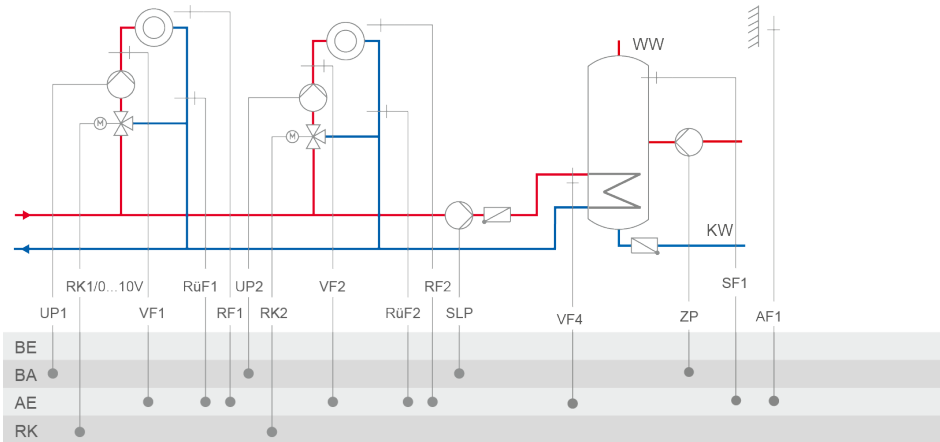 WW
M
M
KW
RK1/0...10V
RüF1
UP2
VF2
RF2
SF1
UP1
VF1
RF1
RK2
RüF2
SLP
VF4
ZP
AF1
BE
BA
AE
RK